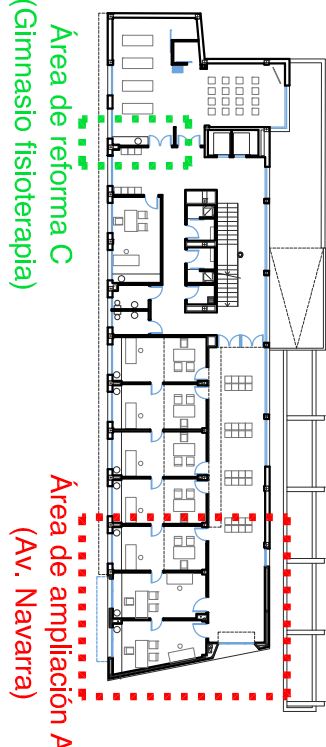 Área de reforma C
(Gimnasio fisioterapia)
Área de ampliación A
(Av. Navarra)